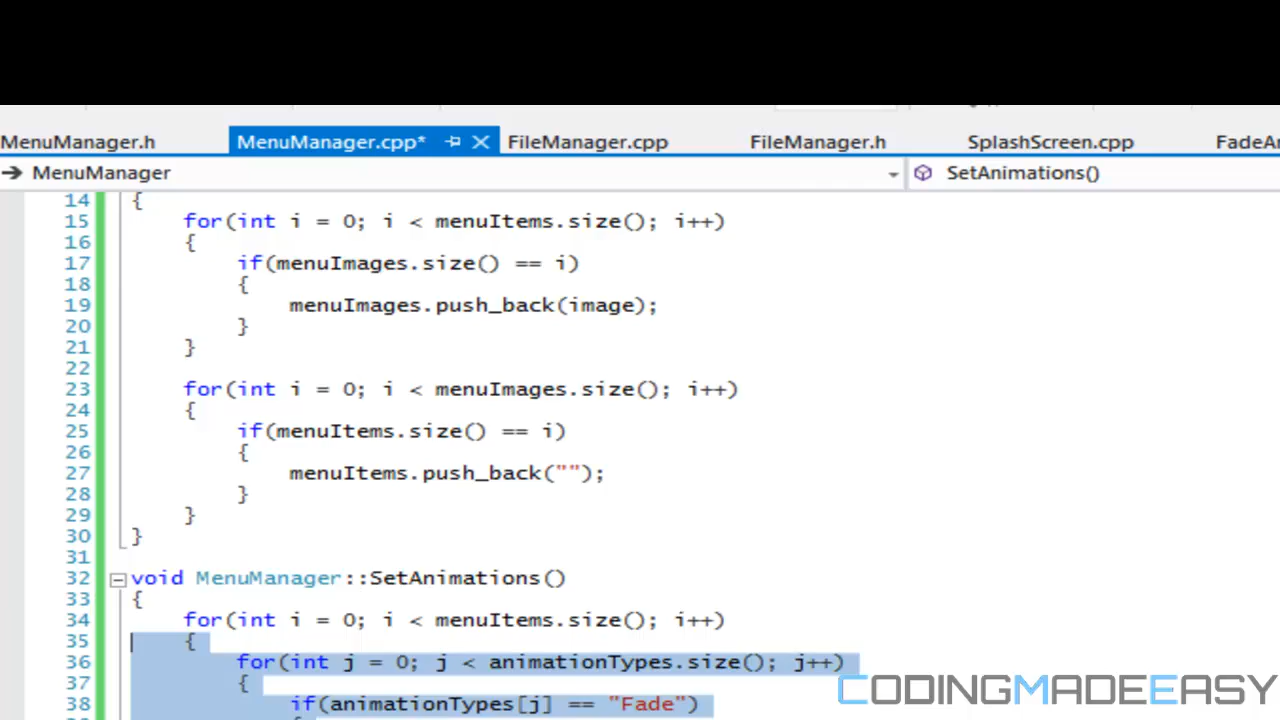 MenuManager.h MenuManager.cpp* FileManager.cpp FileManager.h SplashScreen.cpp
MenuManager SetAnimations()
14 {
15 for(int i = 0; i < menuItems.size(); i++)
16 {
17 if(menuImages.size() == i)
18 {
19 menuImages.push_back(image);
20 }
21 }
22
23 for(int i = 0; i < menuImages.size(); i++)
24 {
25 if(menuItems.size() == i)
26 {
27 menuItems.push_back("");
28 }
29 }
30 }
31
32 void MenuManager::SetAnimations()
33 {
34 for(int i = 0; i < menuItems.size(); i++)
35 {
36 for(int j = 0; j < animationTypes.size(); j++)
37 {
38 if(animationTypes[j] == "Fade")
CODINGMADEEASY